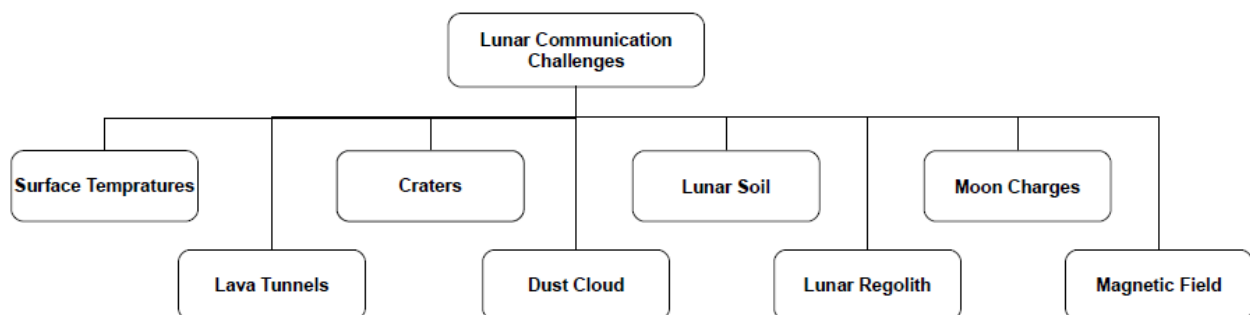 Lunar Communication
Challenges
Surface Tempratures
Craters
Lunar Soil
Moon Charges
Lava Tunnels
Dust Cloud
Lunar Regolith
Magnetic Field